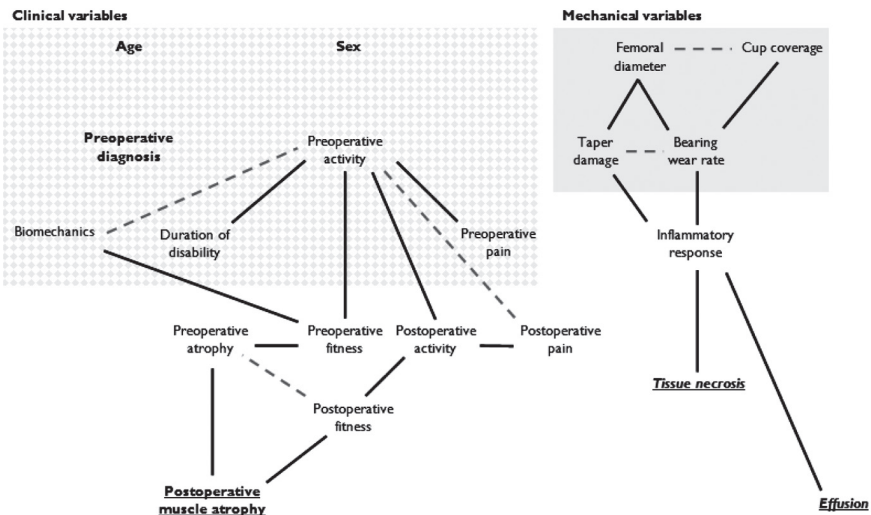 Clinical variables
Mechanical variables
Age
Sex
Femoral
diameter
Cup coverage
Preoperative
diagnosis
Preoperative
activity
Taper
damage
Bearing
wear rate
Biomechanics
Duration of
disability
Preoperative
pain
Inflammatory
response
Preoperative
atrophy
Preoperative
fitness
Postoperative
activity
Postoperative
pain
Tissue necrosis
Postoperative
fitness
Postoperative
muscle atrophy
Effusion